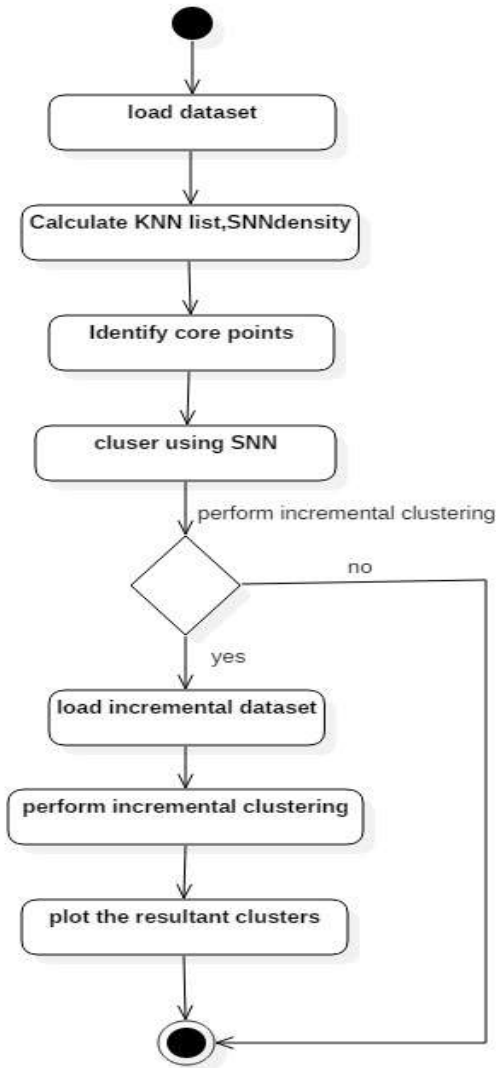 load dataset
Calculate KNN list,SNNdensity
Identify core points
cluser using SNN
perform incremental clustering
no
yes
load incremental dataset
perform incremental clustering
plot the resultant clusters